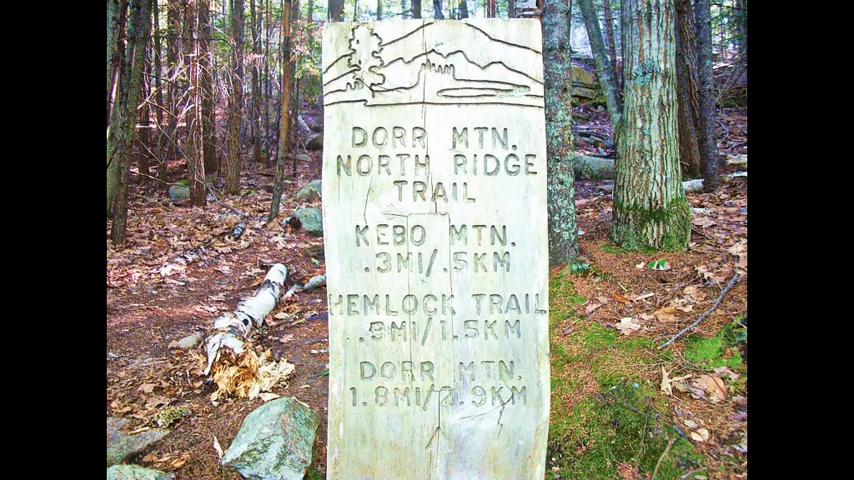 DORR MTN.
NORTH RIDGE
TRAIL
KEBO MTN.
.3MI/.5KM
HEMLOCK TRAIL
.9MI/1.5KM
DORR MTN.
1.8MI/2.9KM